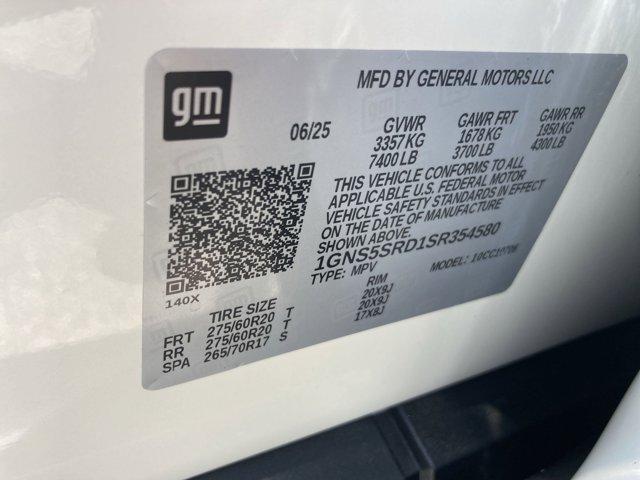 gm
MFD BY GENERAL MOTORS LLC
06/25 GVWR GAWR FRT GAWR RR
3357 KG 1678 KG 1950 KG
7400 LB 3700 LB 4300 LB
THIS VEHICLE CONFORMS TO ALL
APPLICABLE U.S. FEDERAL MOTOR
VEHICLE SAFETY STANDARDS IN EFFECT
ON THE DATE OF MANUFACTURE
SHOWN ABOVE.
1GNS5SRD1SR354580
TYPE: MPV MODEL: 10CC10706
140X
TIRE SIZE RIM
FRT 275/60R20 T 20X9J
RR 275/60R20 T 20X9J
SPA 265/70R17 S 17X8J